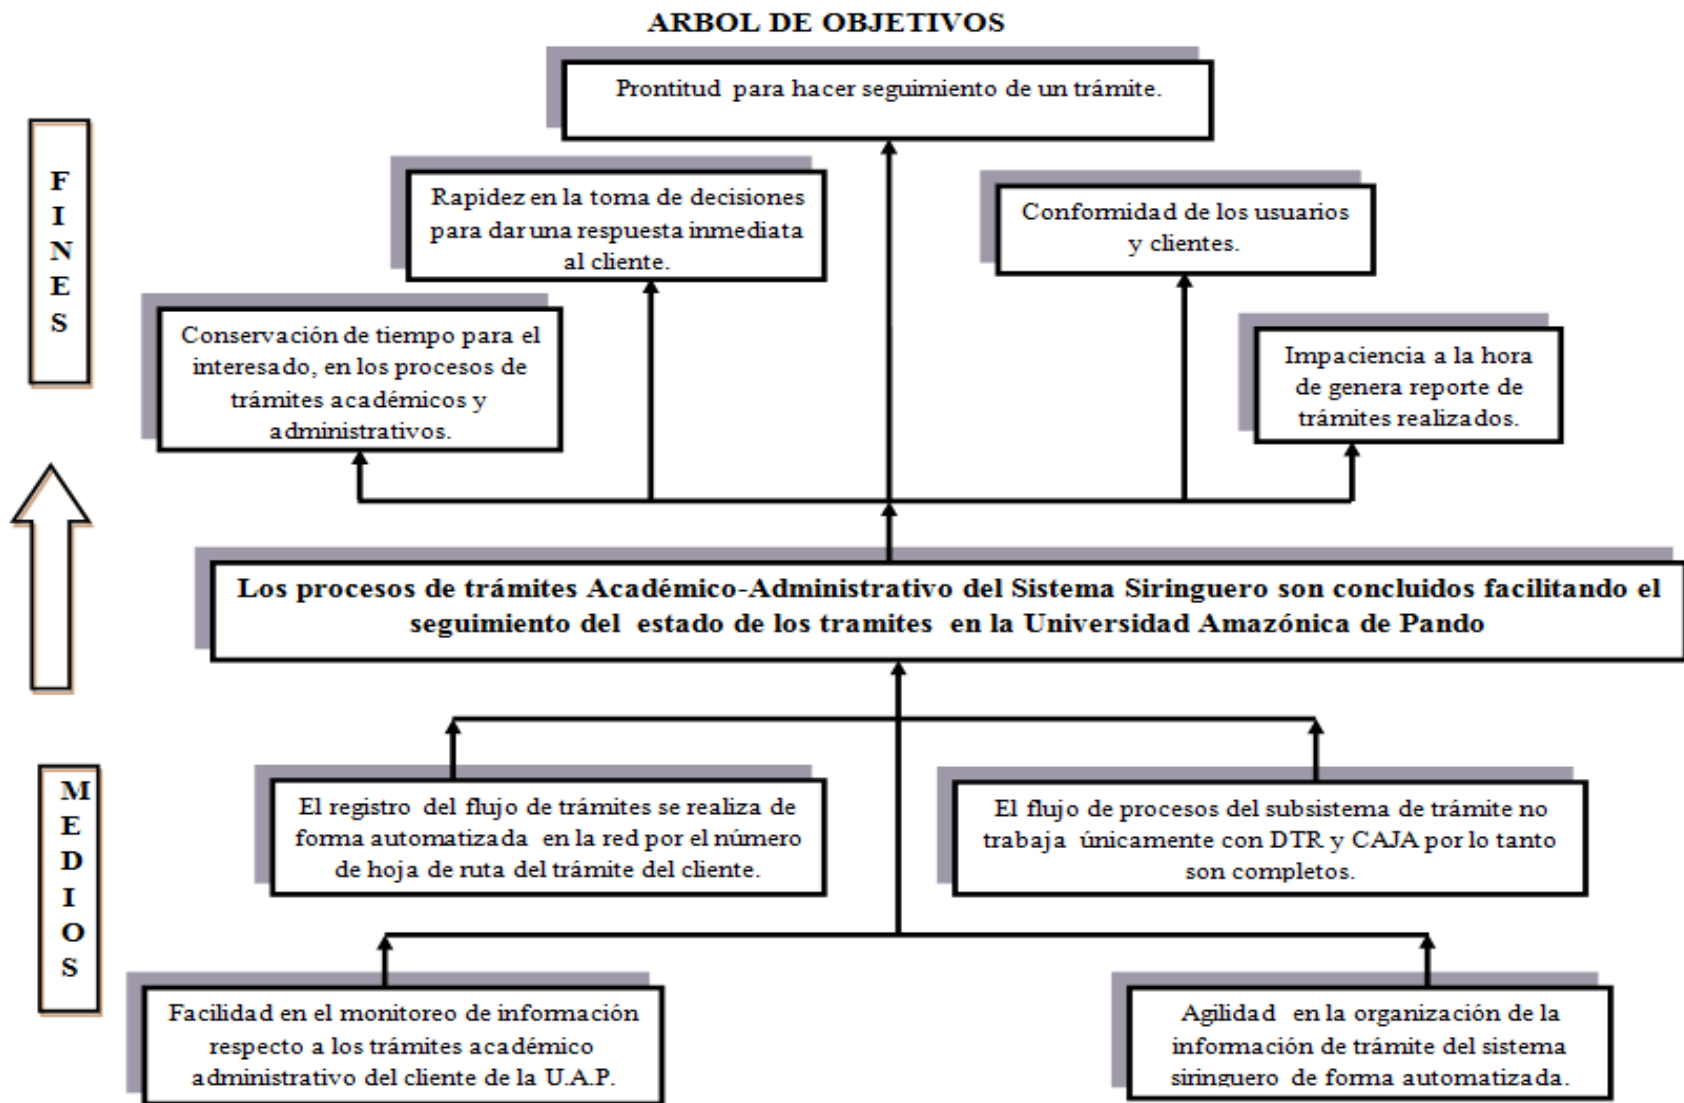 ARBOL DE OBJETIVOS
Prontitud para hacer seguimiento de un trámite.
FINES
Rapidez en la toma de decisiones
para dar una respuesta inmediata
al cliente.
Conformidad de los usuarios
y clientes.
Conservación de tiempo para el
interesado, en los procesos de
trámites académicos y
administrativos.
Impaciencia a la hora
de genera reporte de
trámites realizados.
Los procesos de trámites Académico-Administrativo del Sistema Siringuero son concluidos facilitando el
seguimiento del estado de los tramites en la Universidad Amazónica de Pando
MEDIOS
El registro del flujo de trámites se realiza de
forma automatizada en la red por el número
de hoja de ruta del trámite del cliente.
El flujo de procesos del subsistema de trámite no
trabaja únicamente con DTR y CAJA por lo tanto
son completos.
Facilidad en el monitoreo de información
respecto a los trámites académico
administrativo del cliente de la U.A.P.
Agilidad en la organización de la
información de trámite del sistema
siringuero de forma automatizada.